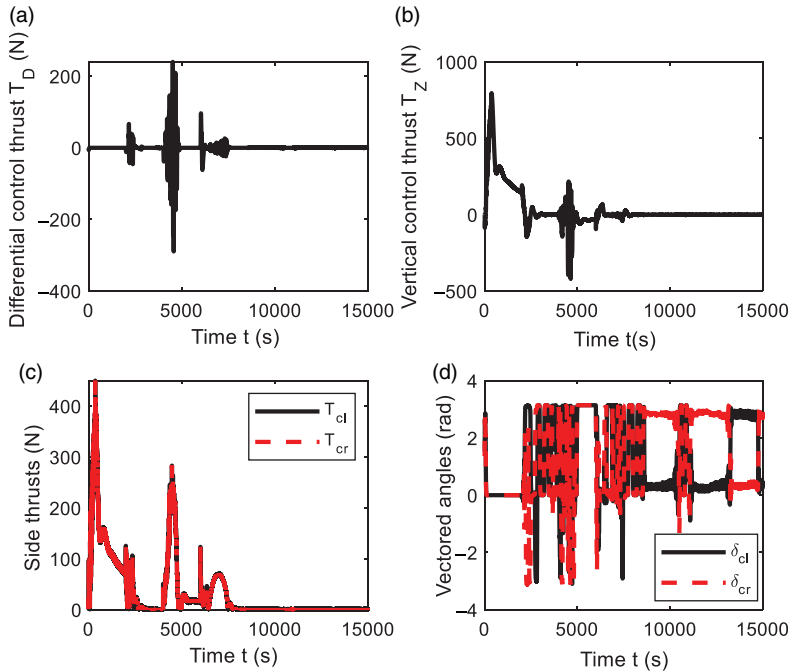 (a)
Differential control thrust T_D (N)
200
0
−200
−400
0
5000
10000
15000
Time t (s)
(b)
Vertical control thrust T_Z (N)
1000
500
0
−500
0
5000
10000
15000
Time t(s)
(c)
Side thrusts (N)
400
300
200
100
0
0
5000
10000
15000
Time t (s)
T_cl
T_cr
(d)
Vectored angles (rad)
4
2
0
−2
−4
0
5000
10000
15000
Time t (s)
δ_cl
δ_cr